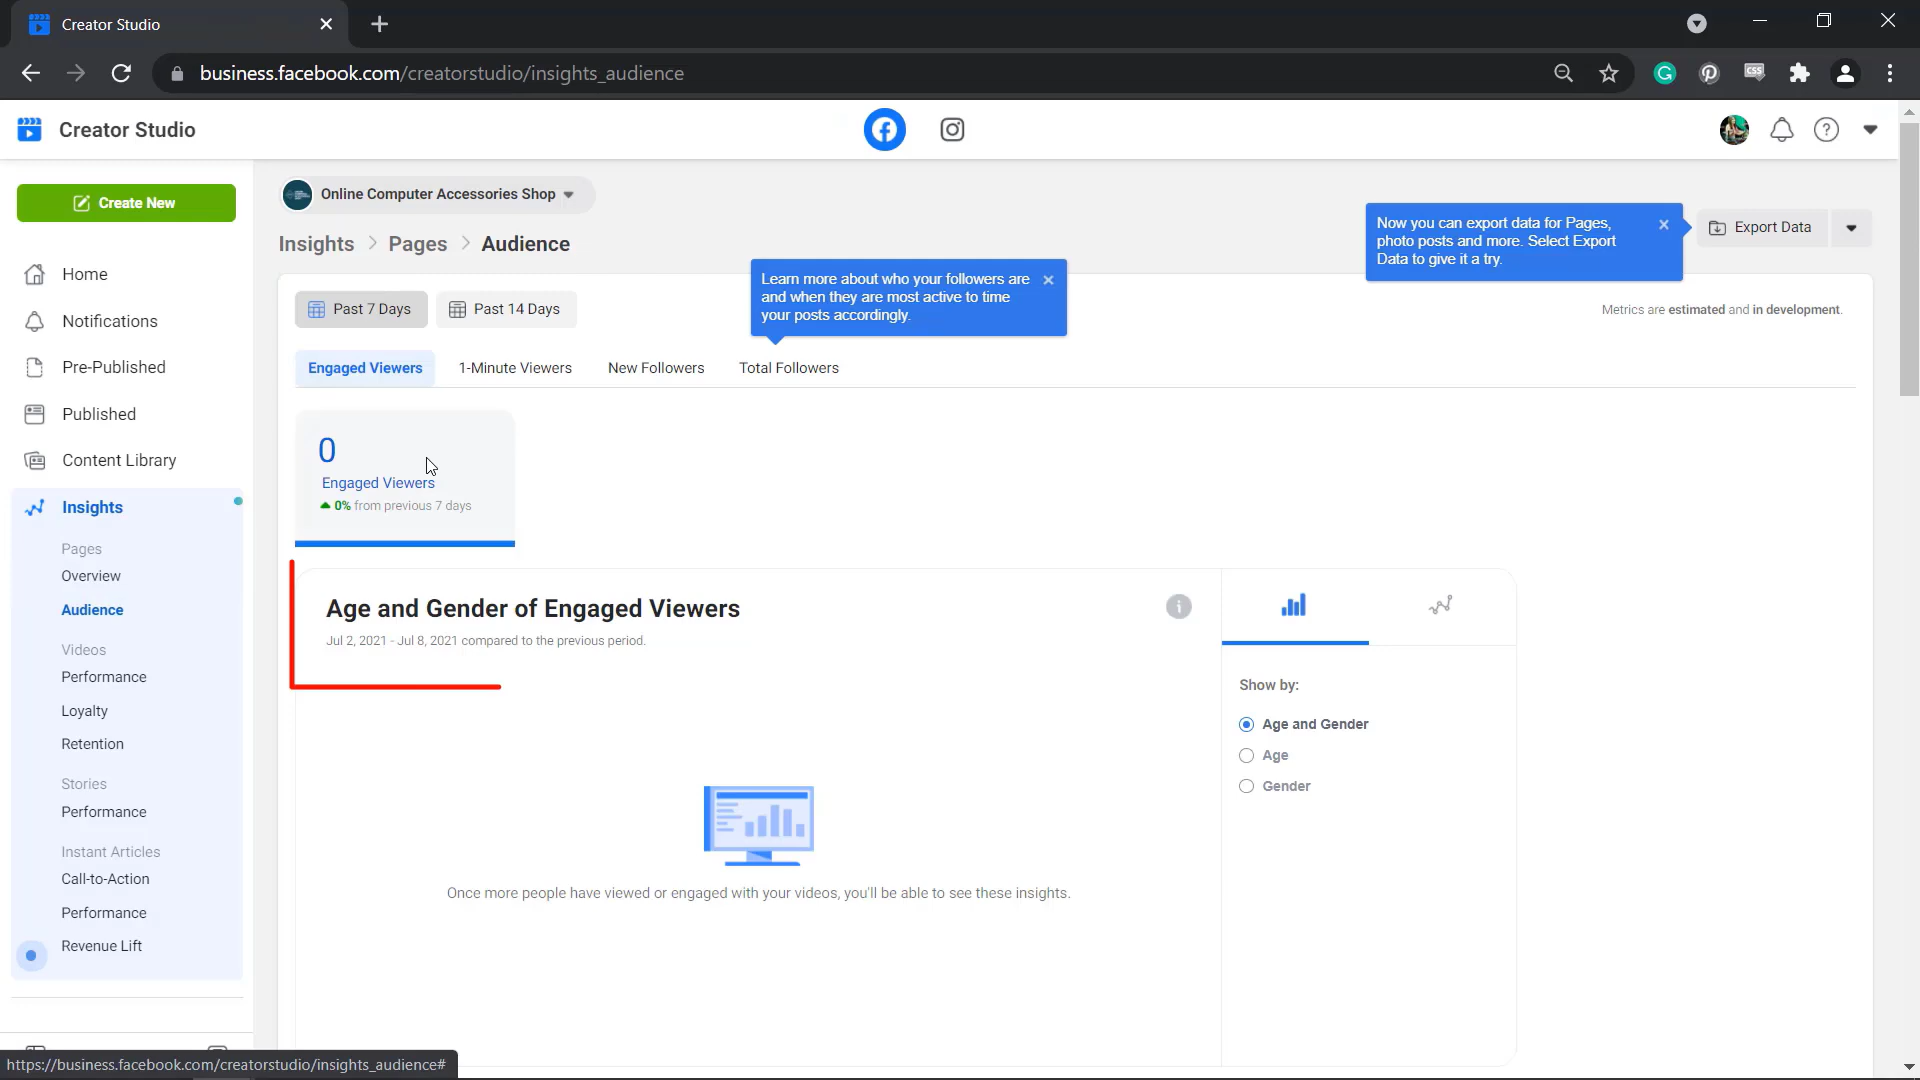 Creator Studio
business.facebook.com/creatorstudio/insights_audience
CSS
Creator Studio
Create New
Home
Notifications
Pre-Published
Published
Content Library
Insights
Pages
Overview
Audience
Videos
Performance
Loyalty
Retention
Stories
Performance
Instant Articles
Call-to-Action
Performance
Revenue Lift
Online Computer Accessories Shop
Insights > Pages > Audience
Now you can export data for Pages,
photo posts and more. Select Export
Data to give it a try.
Export Data
Past 7 Days
Past 14 Days
Learn more about who your followers are
and when they are most active to time
your posts accordingly.
Metrics are estimated and in development.
Engaged Viewers
1-Minute Viewers
New Followers
Total Followers
0
Engaged Viewers
0% from previous 7 days
Age and Gender of Engaged Viewers
Jul 2, 2021 - Jul 8, 2021 compared to the previous period.
Once more people have viewed or engaged with your videos, you'll be able to see these insights.
Show by:
Age and Gender
Age
Gender
https://business.facebook.com/creatorstudio/insights_audience#